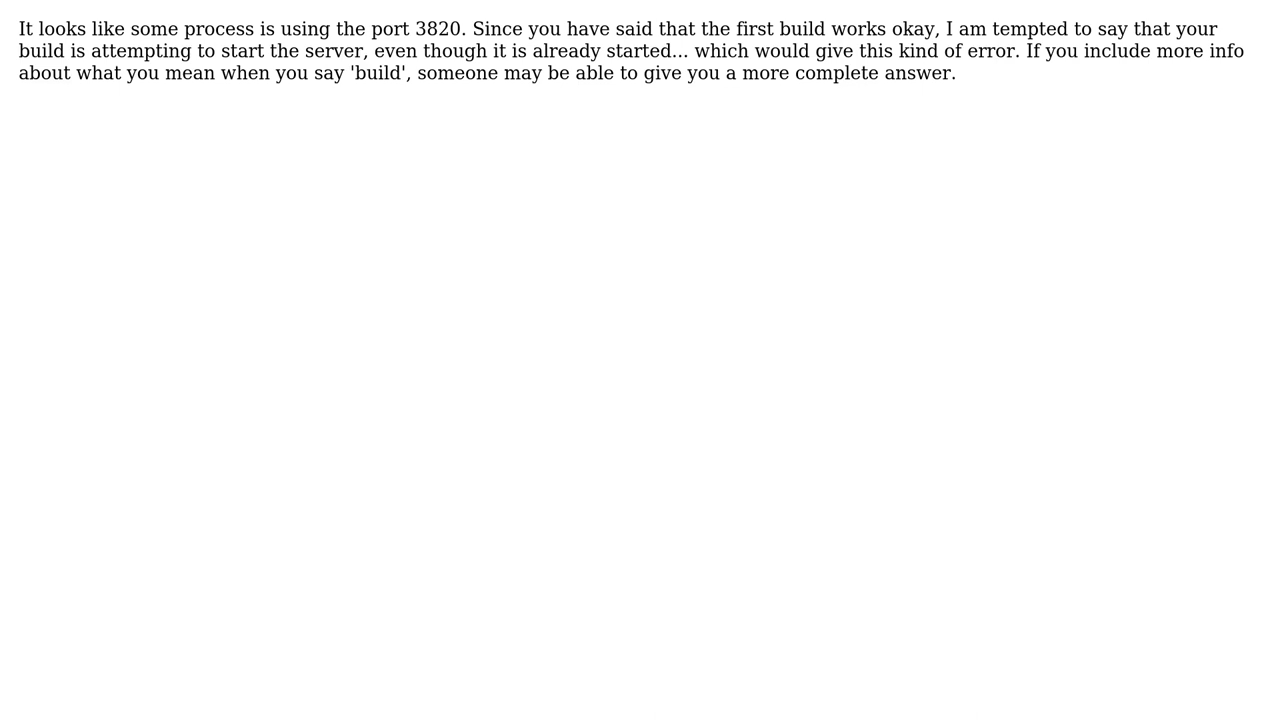 It looks like some process is using the port 3820. Since you have said that the first build works okay, I am tempted to say that your
build is attempting to start the server, even though it is already started... which would give this kind of error. If you include more info
about what you mean when you say 'build', someone may be able to give you a more complete answer.